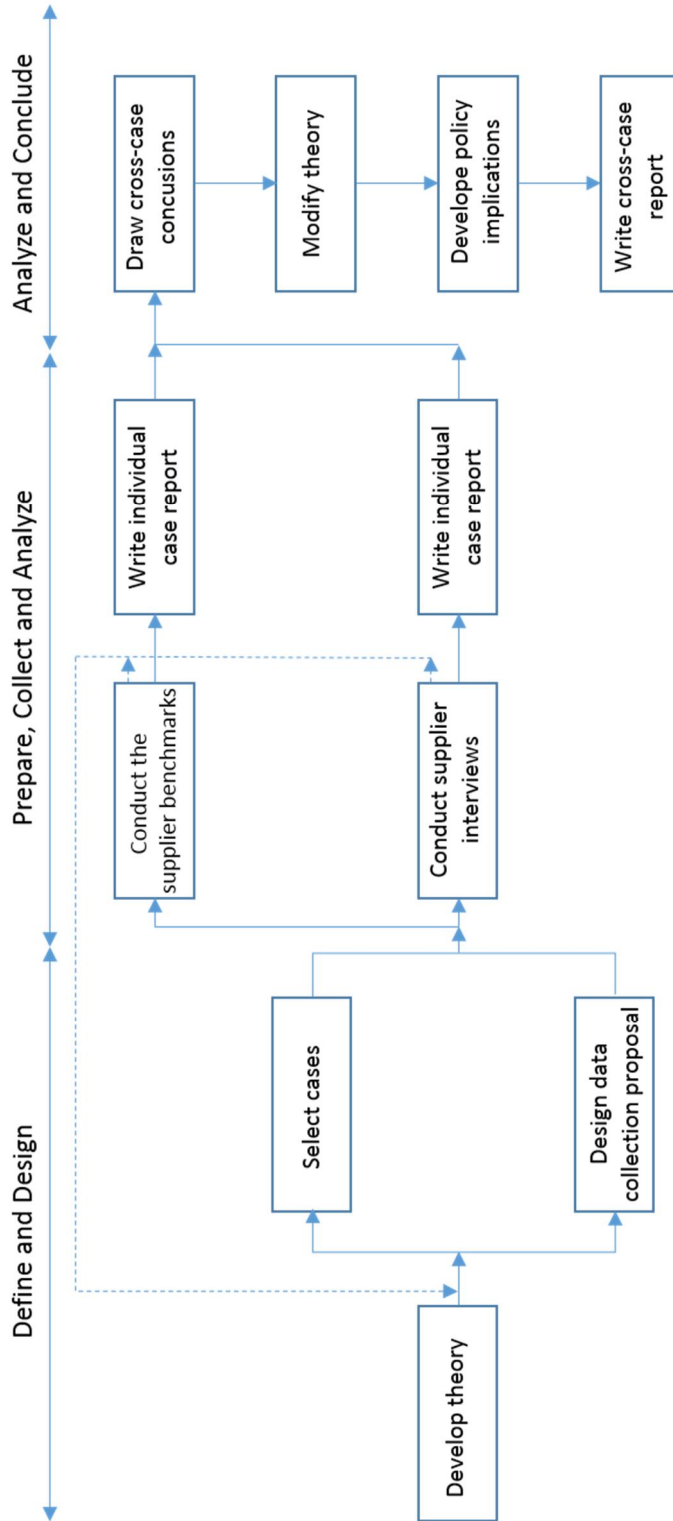 Define and Design
Prepare, Collect and Analyze
Analyze and Conclude
Develop theory
Select cases
Design data
collection proposal
Conduct the
supplier benchmarks
Conduct supplier
interviews
Write individual
case report
Write individual
case report
Draw cross-case
concusions
Modify theory
Develope policy
implications
Write cross-case
report